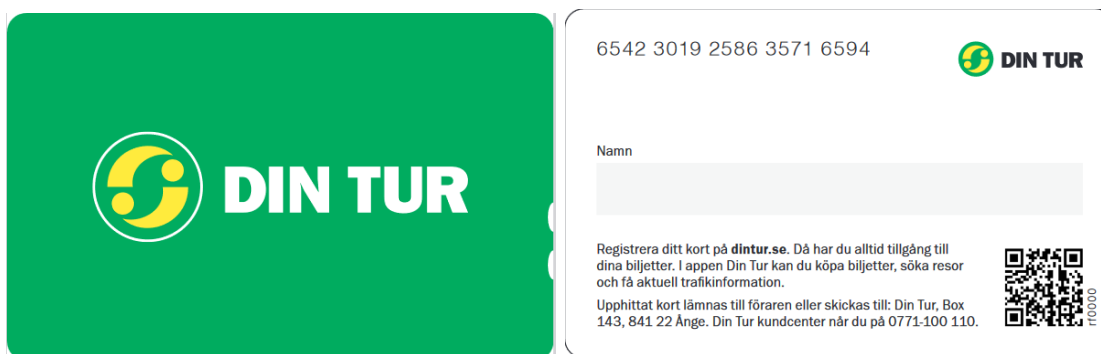 DIN TUR
6542 3019 2586 3571 6594
DIN TUR
Namn
Registrera ditt kort på dintur.se. Då har du alltid tillgång till
dina biljetter. I appen Din Tur kan du köpa biljetter, söka resor
och få aktuell trafikinformation.
Upphittat kort lämnas till föraren eller skickas till: Din Tur, Box
143, 841 22 Ånge. Din Tur kundcenter når du på 0771-100 110.
rf0000